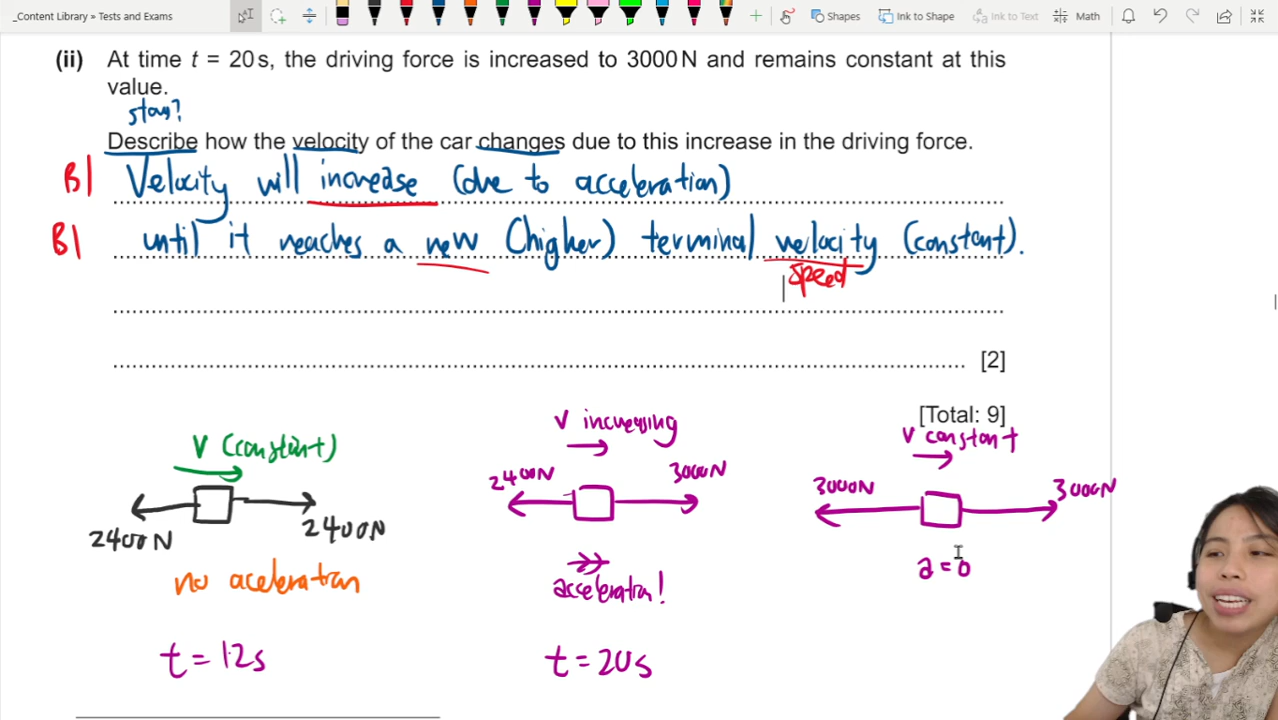 _Content Library » Tests and Exams
Shapes
Ink to Shape
Ink to Text
Math
(ii) At time t = 20 s, the driving force is increased to 3000 N and remains constant at this
value.
stays?
Describe how the velocity of the car changes due to this increase in the driving force.
B1 Velocity will increase (due to acceleration)
B1 until it reaches a new (higher) terminal velocity (constant).
speed
[2]
[Total: 9]
V (constant)
2400N
2400N
no aceleration
t = 12s
V increasing
2400N
3000N
acceleration!
t = 20s
V constant
3000N
3000N
a = 0